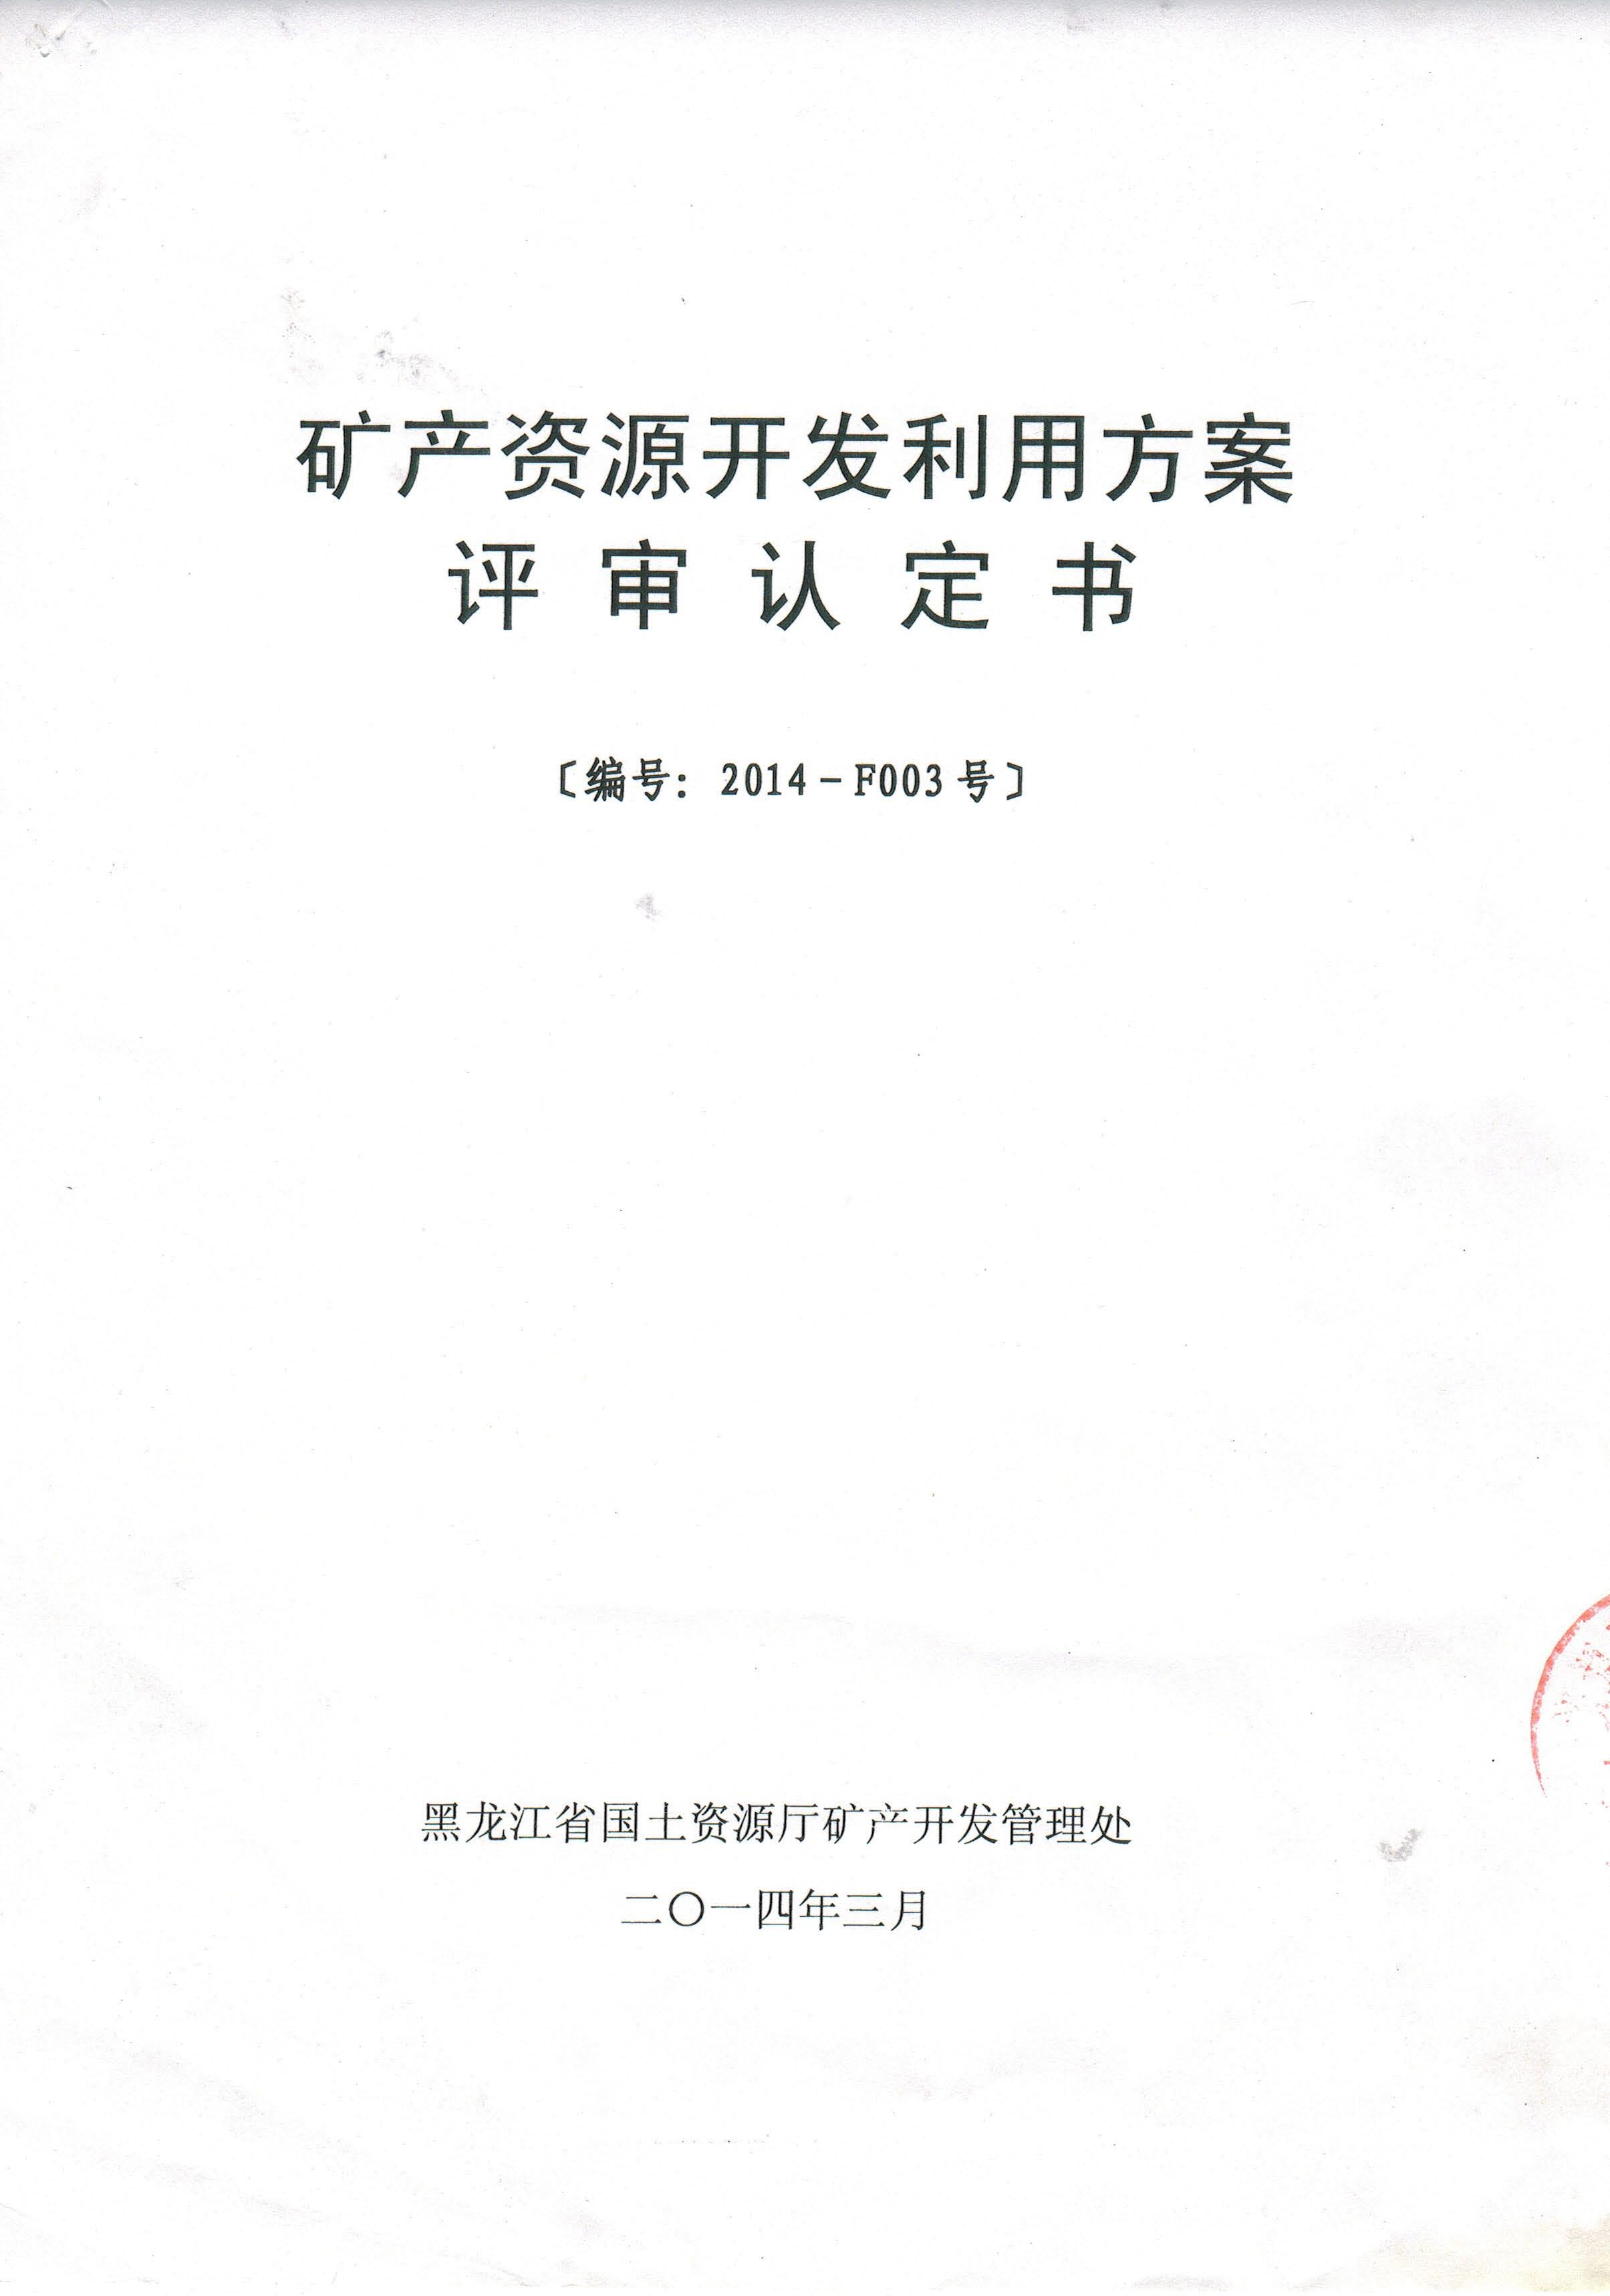 矿产资源开发利用方案
评审认定书
〔编号：2014－F003号〕
黑龙江省国土资源厅矿产开发管理处
二〇一四年三月